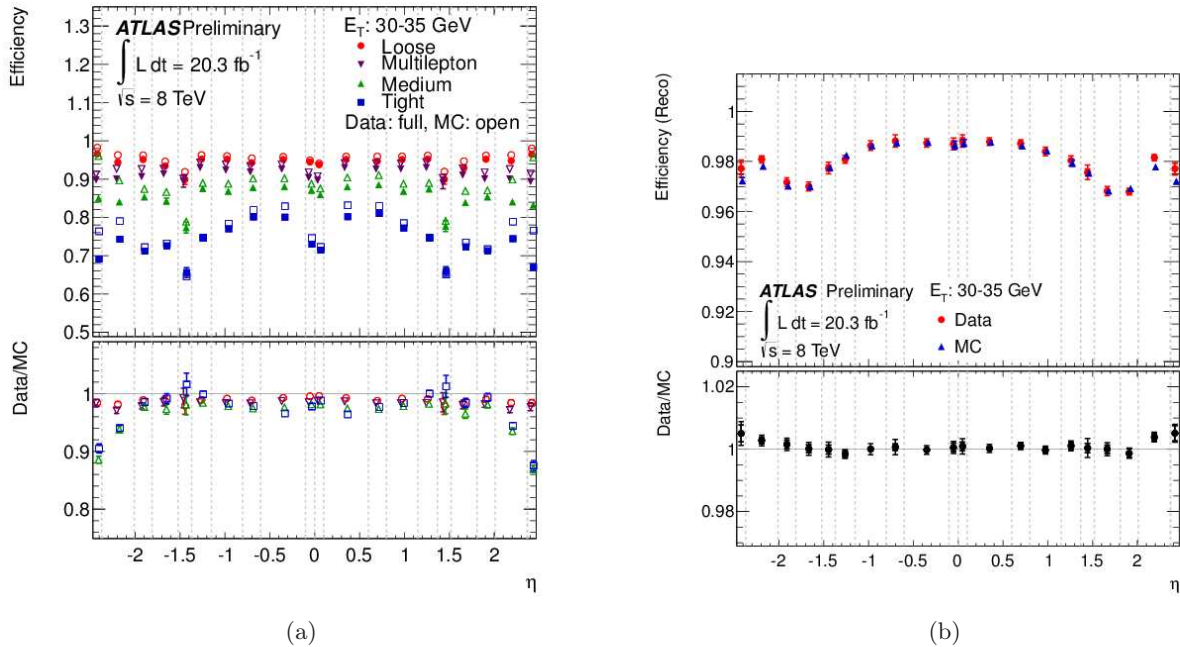 Efficiency
1.3
1.2
1.1
1
0.9
0.8
0.7
0.6
0.5
ATLAS Preliminary
∫ L dt = 20.3 fb⁻¹
√s = 8 TeV
E_T: 30-35 GeV
Loose
Multilepton
Medium
Tight
Data: full, MC: open
Data/MC
1
0.9
0.8
-2 -1.5 -1 -0.5 0 0.5 1 1.5 2
η
(a)
Efficiency (Reco)
1
0.98
0.96
0.94
0.92
0.9
ATLAS Preliminary
∫ L dt = 20.3 fb⁻¹
√s = 8 TeV
E_T: 30-35 GeV
Data
MC
Data/MC
1.02
1
0.98
-2 -1.5 -1 -0.5 0 0.5 1 1.5 2
η
(b)